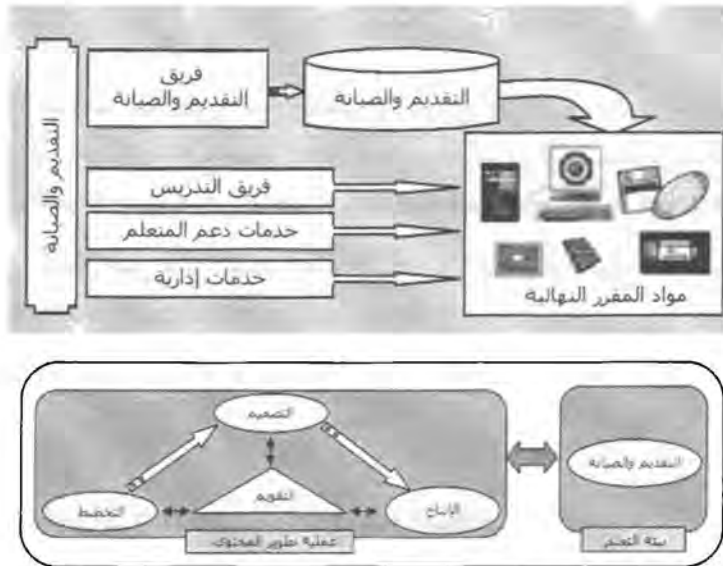 التقديم والصيانة
فريق
التقديم والصيانة
التقديم والصيانة
فريق التدريس
خدمات دعم المتعلم
خدمات إدارية
مواد المقرر النهائية
التصميم
التقويم
التخطيط
الإنتاج
التقديم والصيانة
عملية تطوير المحتوى
بيئة التعلم